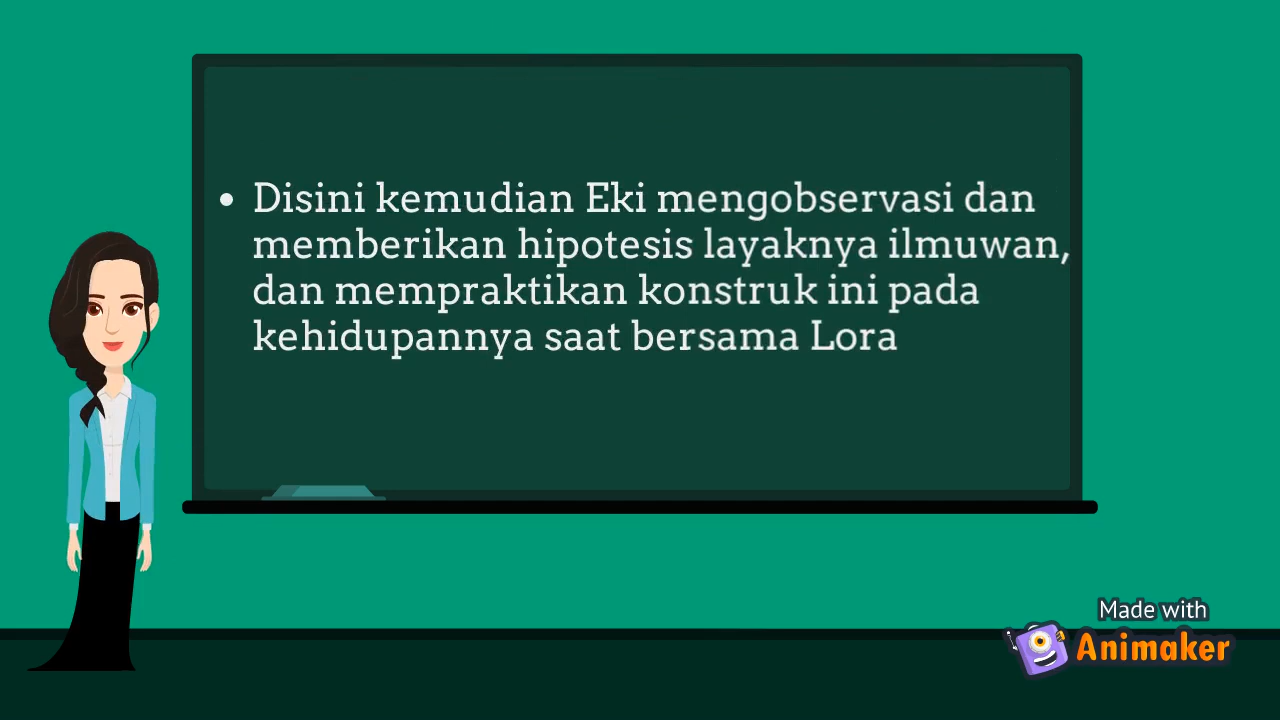 • Disini kemudian Eki mengobservasi dan
memberikan hipotesis layaknya ilmuwan,
dan mempraktikan konstruk ini pada
kehidupannya saat bersama Lora
Made with
Animaker